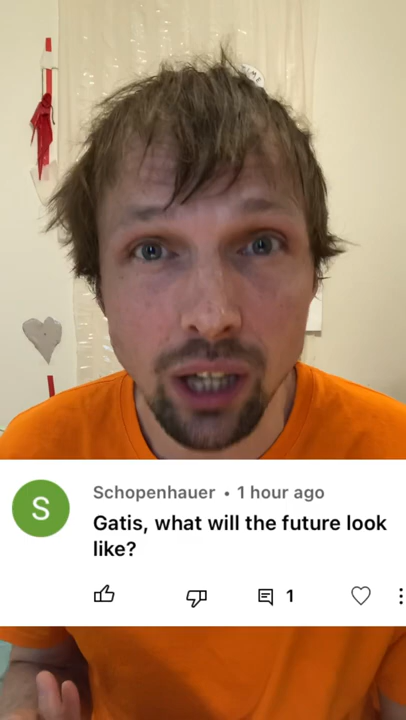 S
Schopenhauer • 1 hour ago
Gatis, what will the future look
like?
1